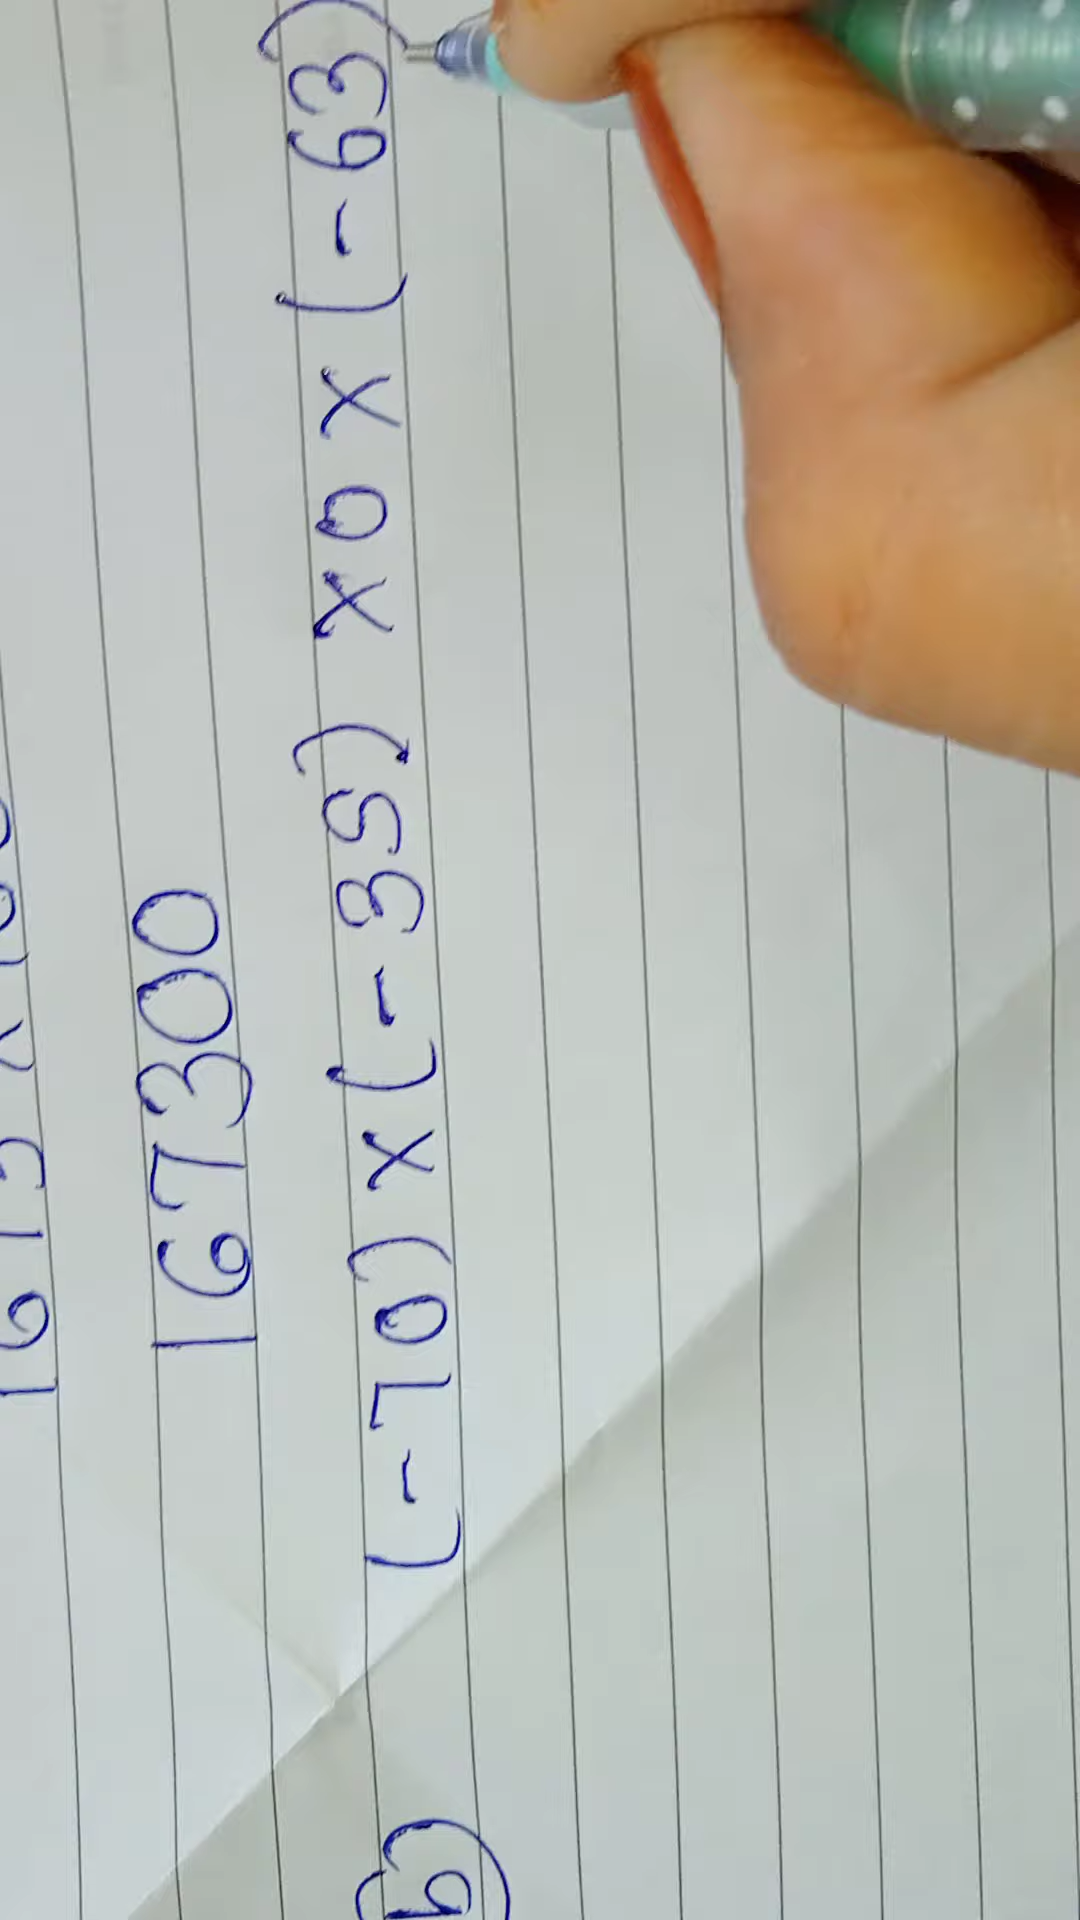 167300
b) (-70) x (-35) x 0 x (-63)